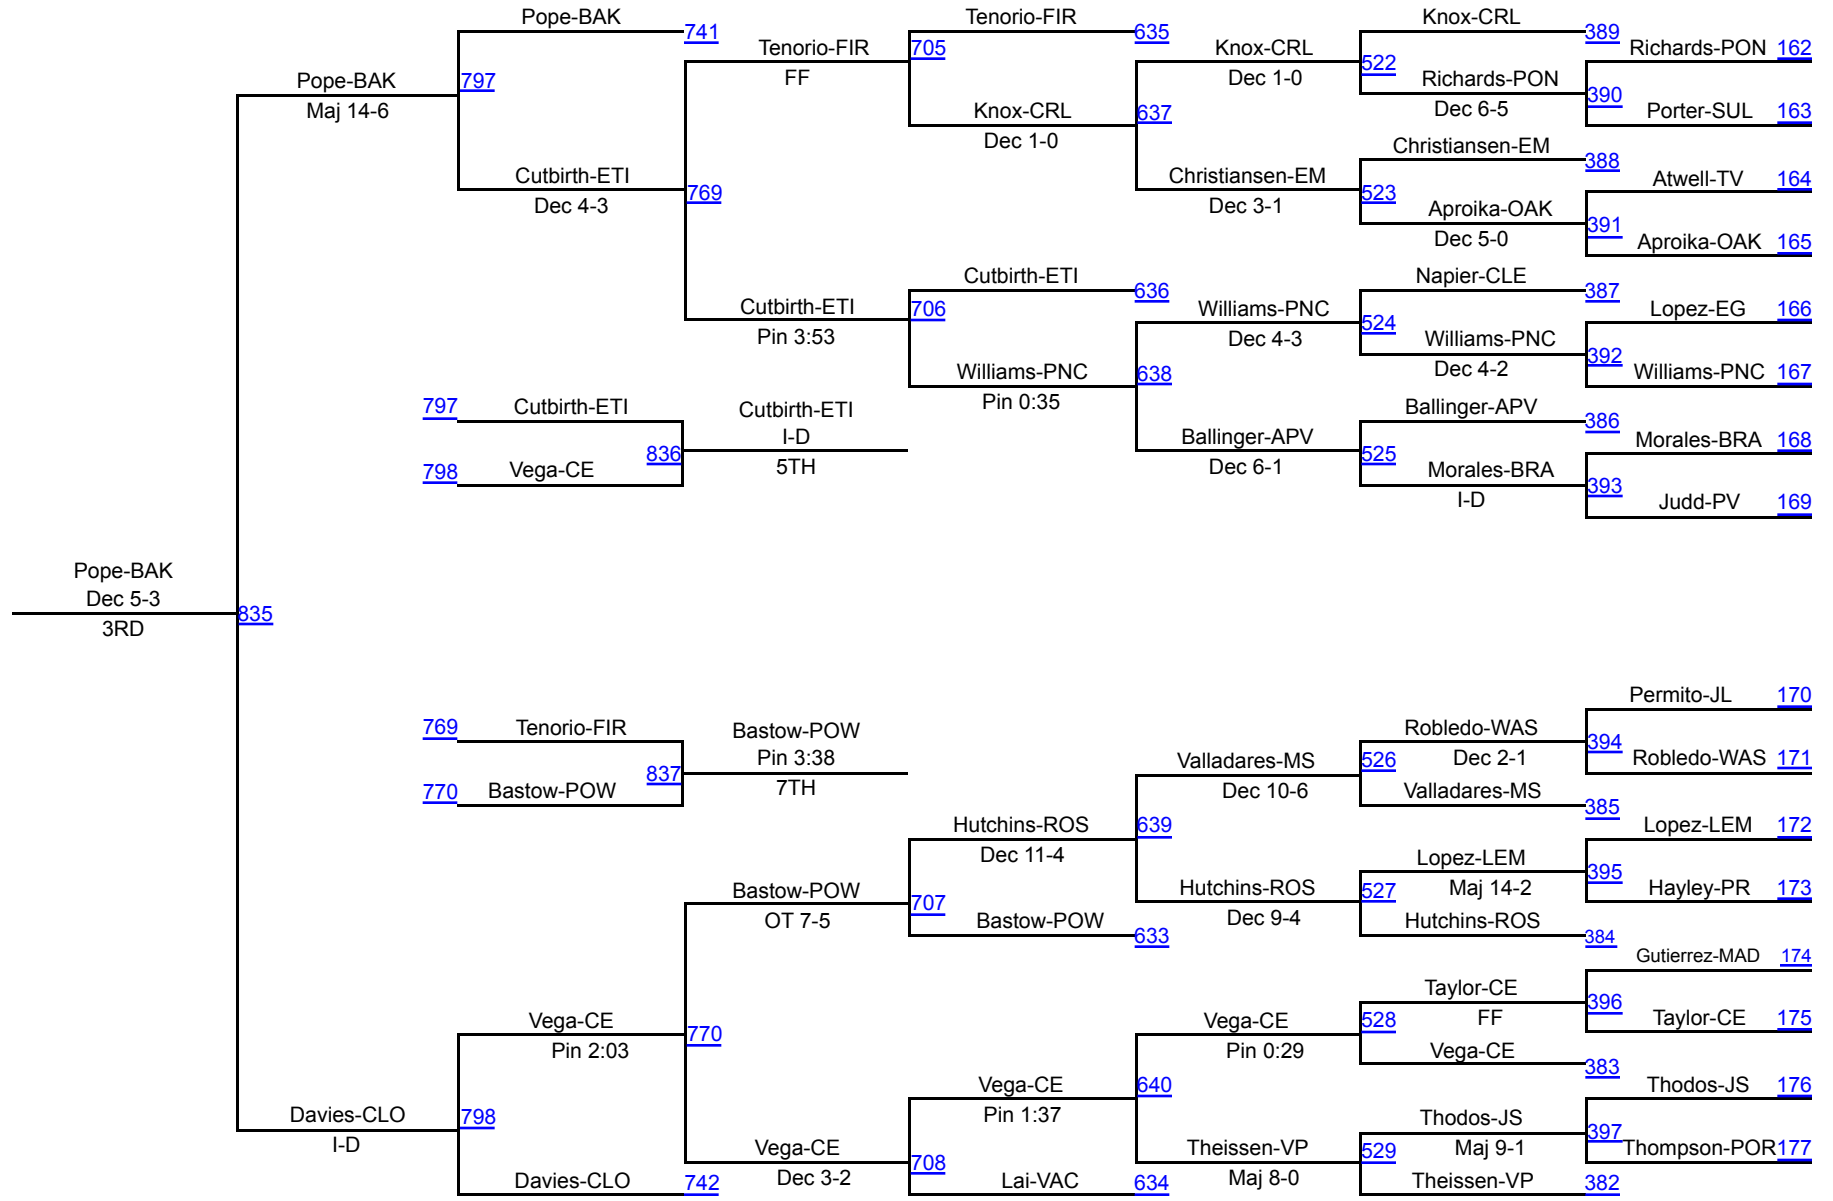 Pope-BAK
741
Tenorio-FIR
635
Knox-CRL
389
Richards-PON 162
Tenorio-FIR
705
Knox-CRL
522
FF
Dec 1-0
Richards-PON
390
Pope-BAK
797
Dec 6-5
Porter-SUL 163
Maj 14-6
Knox-CRL
637
Dec 1-0
Christiansen-EM
388
Cutbirth-ETI
769
Christiansen-EM
523
Atwell-TV 164
Dec 4-3
Dec 3-1
Aproika-OAK
391
Dec 5-0
Aproika-OAK 165
Cutbirth-ETI
636
Napier-CLE
387
Cutbirth-ETI
706
Williams-PNC
524
Lopez-EG 166
Pin 3:53
Dec 4-3
Williams-PNC
392
Williams-PNC
638
Dec 4-2
Williams-PNC 167
Pin 0:35
797 Cutbirth-ETI
Cutbirth-ETI
Ballinger-APV
386
I-D
Ballinger-APV
525
Morales-BRA 168
836
5TH
Dec 6-1
Morales-BRA
393
798 Vega-CE
I-D
Judd-PV 169
Pope-BAK
Dec 5-3
835
3RD
Permito-JL 170
769 Tenorio-FIR
Bastow-POW
Robledo-WAS
394
Pin 3:38
Valladares-MS
526
Dec 2-1
Robledo-WAS 171
837
7TH
Dec 10-6
770 Bastow-POW
Valladares-MS
385
Hutchins-ROS
639
Lopez-LEM 172
Dec 11-4
Lopez-LEM
395
Bastow-POW
707
Hutchins-ROS
527
Maj 14-2
Hayley-PR 173
OT 7-5
Bastow-POW
633
Dec 9-4
Hutchins-ROS
384
Gutierrez-MAD 174
Taylor-CE
396
Vega-CE
770
Vega-CE
528
FF
Taylor-CE 175
Pin 2:03
Pin 0:29
Vega-CE
383
Vega-CE
640
Thodos-JS 176
Davies-CLO
798
Pin 1:37
Thodos-JS
397
I-D
Vega-CE
708
Theissen-VP
529
Maj 9-1
Thompson-POR 177
Dec 3-2
Maj 8-0
Davies-CLO
742
Lai-VAC
634
Theissen-VP
382